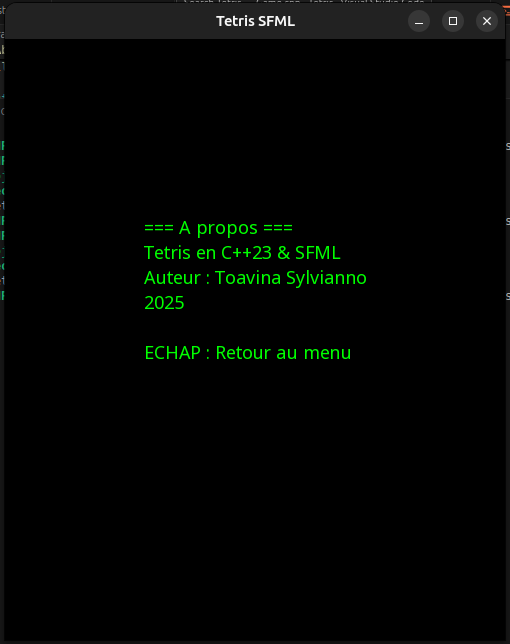 Tetris SFML
=== A propos ===
Tetris en C++23 & SFML
Auteur : Toavina Sylvianno
2025
ECHAP : Retour au menu